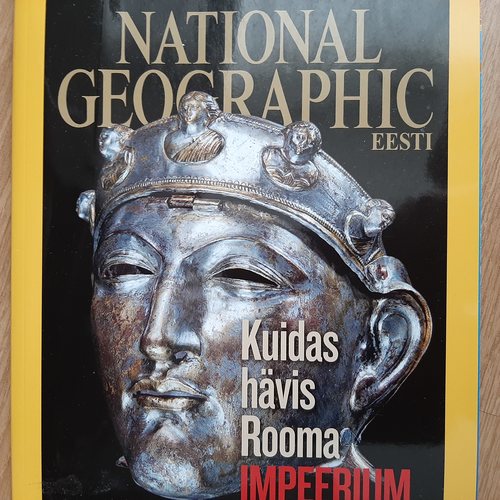 NATIONAL
GEOGRAPHIC
EESTI
Kuidas
hävis
Rooma
IMPEERIUM